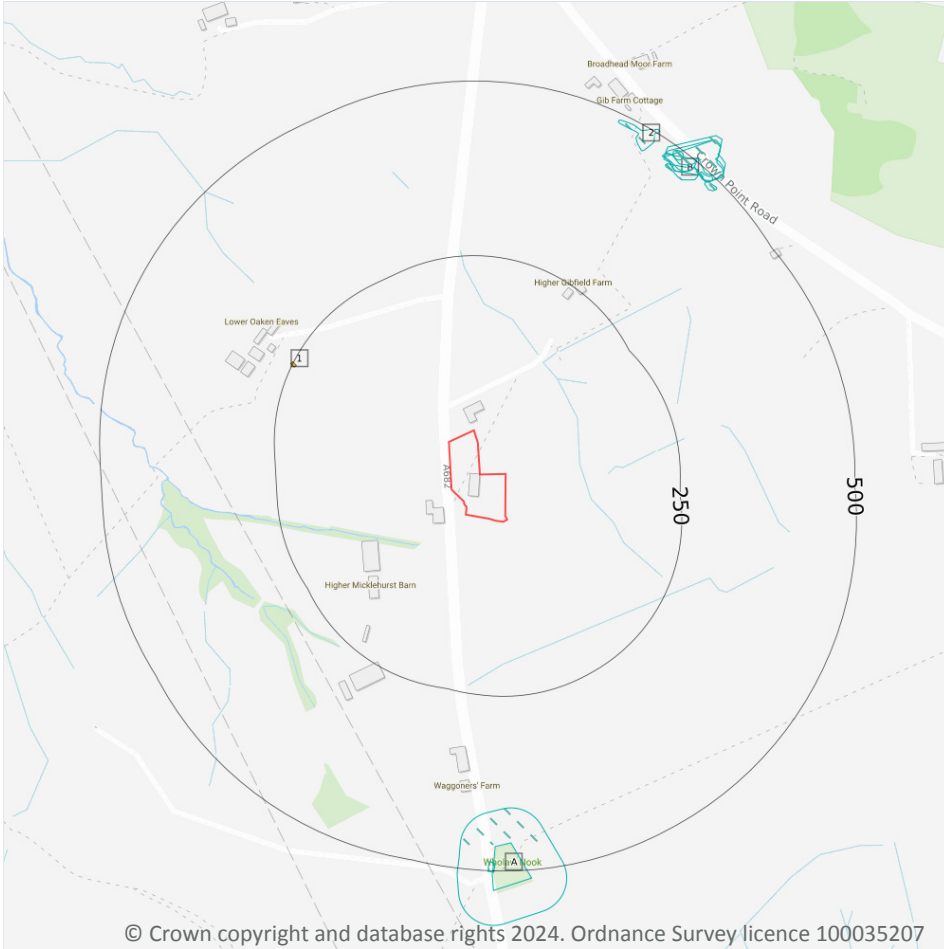 Broadhead Moor Farm
Gib Farm Cottage
2
B
Crown Point Road
Higher Gibfield Farm
Lower Oaken Eaves
1
A682
250
500
Higher Micklehurst Barn
Waggoners' Farm
A
Nook
© Crown copyright and database rights 2024. Ordnance Survey licence 100035207